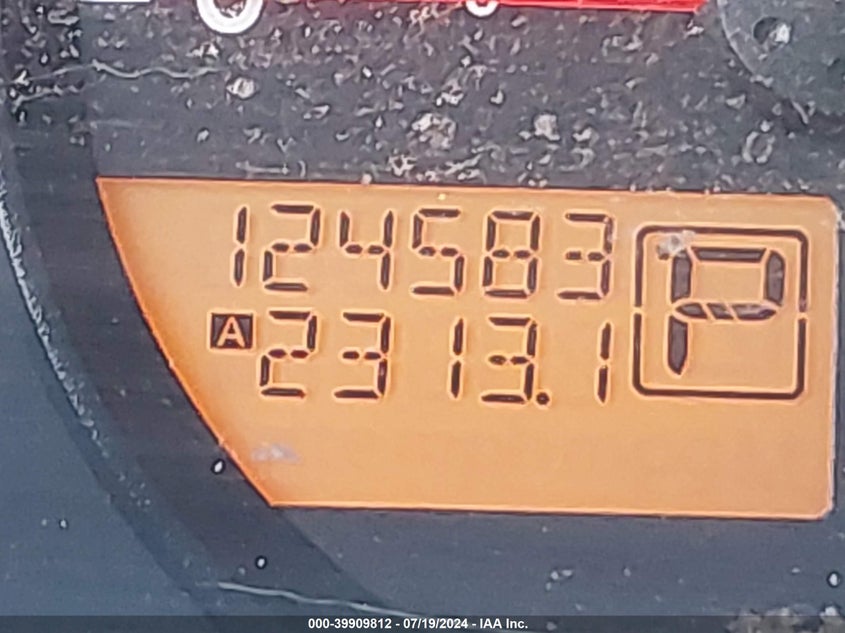 124583
A 2313.1
P
000-39909812 - 07/19/2024 - IAA Inc.